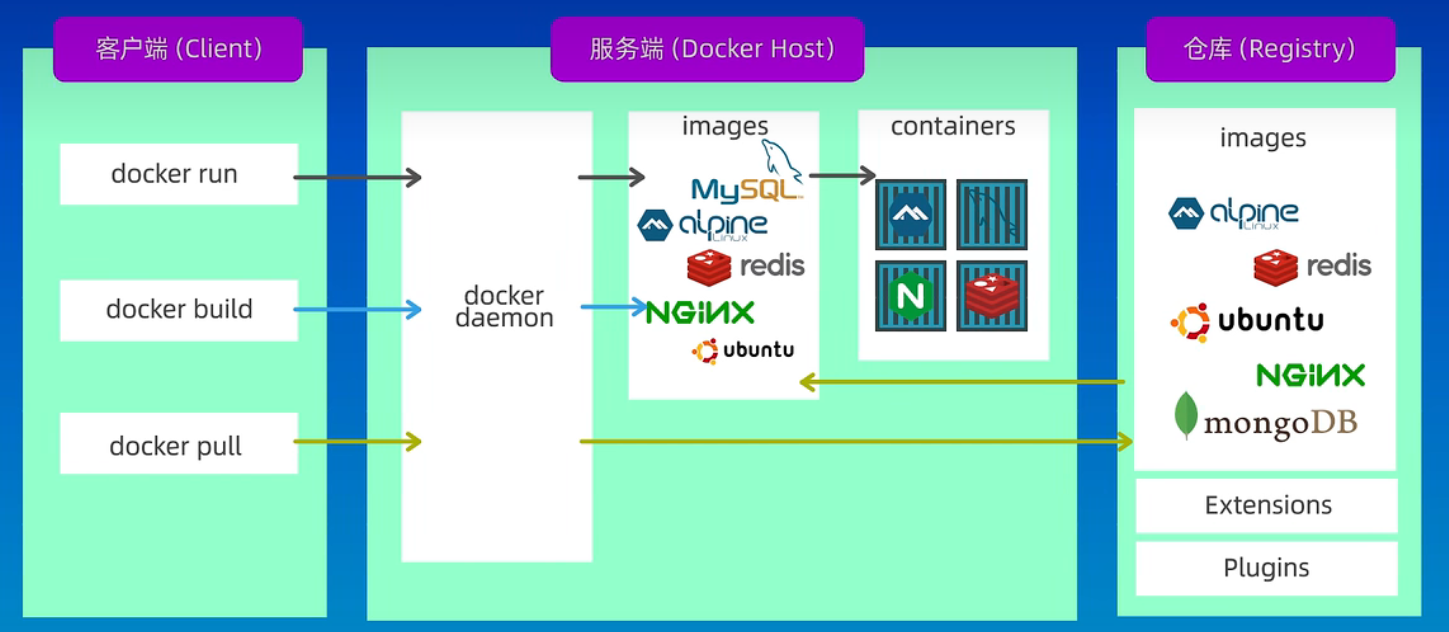 客户端 (Client)
docker run
docker build
docker pull
服务端 (Docker Host)
docker
daemon
images
MySQL
alpine
Linux
redis
NGiNX
ubuntu
containers
N
仓库 (Registry)
images
alpine
Linux
redis
ubuntu
NGiNX
mongoDB
Extensions
Plugins